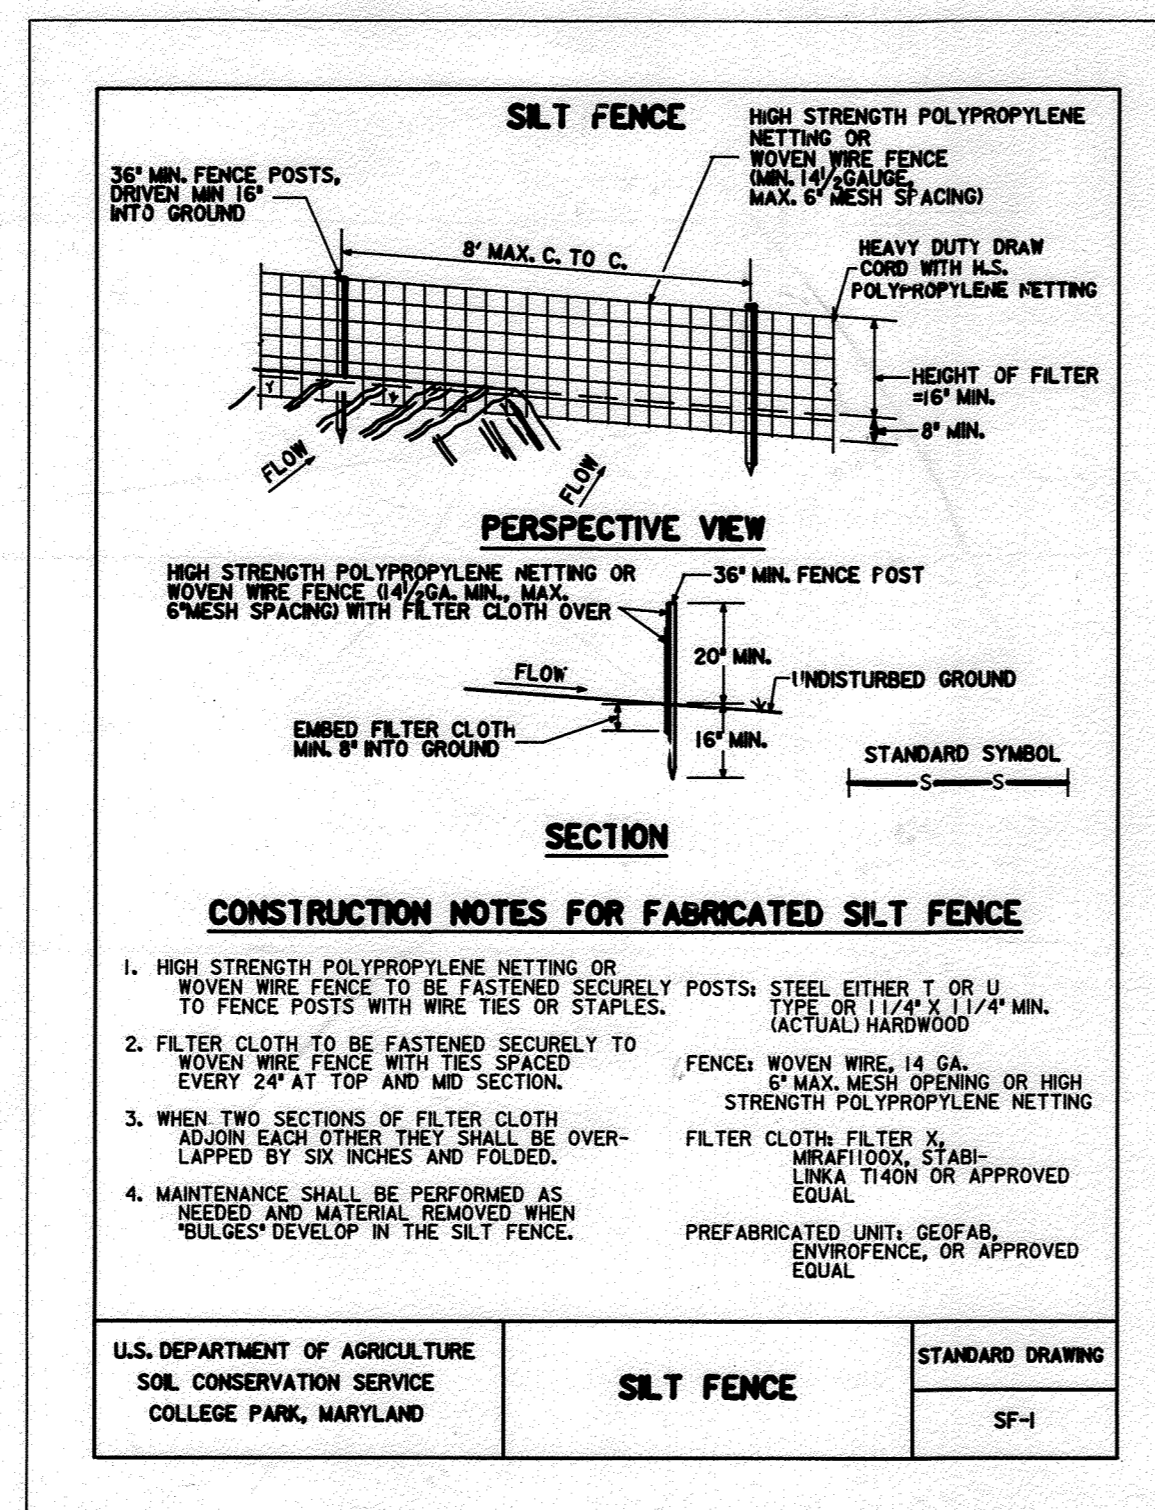 SILT FENCE
HIGH STRENGTH POLYPROPYLENE
NETTING OR
WOVEN WIRE FENCE
(MIN. 14 1/2 GAUGE,
MAX. 6" MESH SPACING)
36" MIN. FENCE POSTS,
DRIVEN MIN 16"
INTO GROUND
8' MAX. C. TO C.
HEAVY DUTY DRAW
CORD WITH H.S.
POLYPROPYLENE NETTING
HEIGHT OF FILTER
=16" MIN.
8" MIN.
FLOW
FLOW
PERSPECTIVE VIEW
HIGH STRENGTH POLYPROPYLENE NETTING OR
WOVEN WIRE FENCE (14 1/2 GA. MIN., MAX.
6" MESH SPACING) WITH FILTER CLOTH OVER
36" MIN. FENCE POST
20" MIN.
FLOW
UNDISTURBED GROUND
EMBED FILTER CLOTH
MIN. 8" INTO GROUND
16" MIN.
STANDARD SYMBOL
S S
SECTION
CONSTRUCTION NOTES FOR FABRICATED SILT FENCE
1. HIGH STRENGTH POLYPROPYLENE NETTING OR
WOVEN WIRE FENCE TO BE FASTENED SECURELY
TO FENCE POSTS WITH WIRE TIES OR STAPLES.
2. FILTER CLOTH TO BE FASTENED SECURELY TO
WOVEN WIRE FENCE WITH TIES SPACED
EVERY 24" AT TOP AND MID SECTION.
3. WHEN TWO SECTIONS OF FILTER CLOTH
ADJOIN EACH OTHER THEY SHALL BE OVER-
LAPPED BY SIX INCHES AND FOLDED.
4. MAINTENANCE SHALL BE PERFORMED AS
NEEDED AND MATERIAL REMOVED WHEN
"BULGES" DEVELOP IN THE SILT FENCE.
POSTS: STEEL EITHER T OR U
TYPE OR 1 1/4" X 1 1/4" MIN.
(ACTUAL) HARDWOOD
FENCE: WOVEN WIRE, 14 GA.
6" MAX. MESH OPENING OR HIGH
STRENGTH POLYPROPYLENE NETTING
FILTER CLOTH: FILTER X,
MIRAFI100X, STABI-
LINKA T140N OR APPROVED
EQUAL
PREFABRICATED UNIT: GEOFAB,
ENVIROFENCE, OR APPROVED
EQUAL
U.S. DEPARTMENT OF AGRICULTURE
SOIL CONSERVATION SERVICE
COLLEGE PARK, MARYLAND
SILT FENCE
STANDARD DRAWING
SF-1